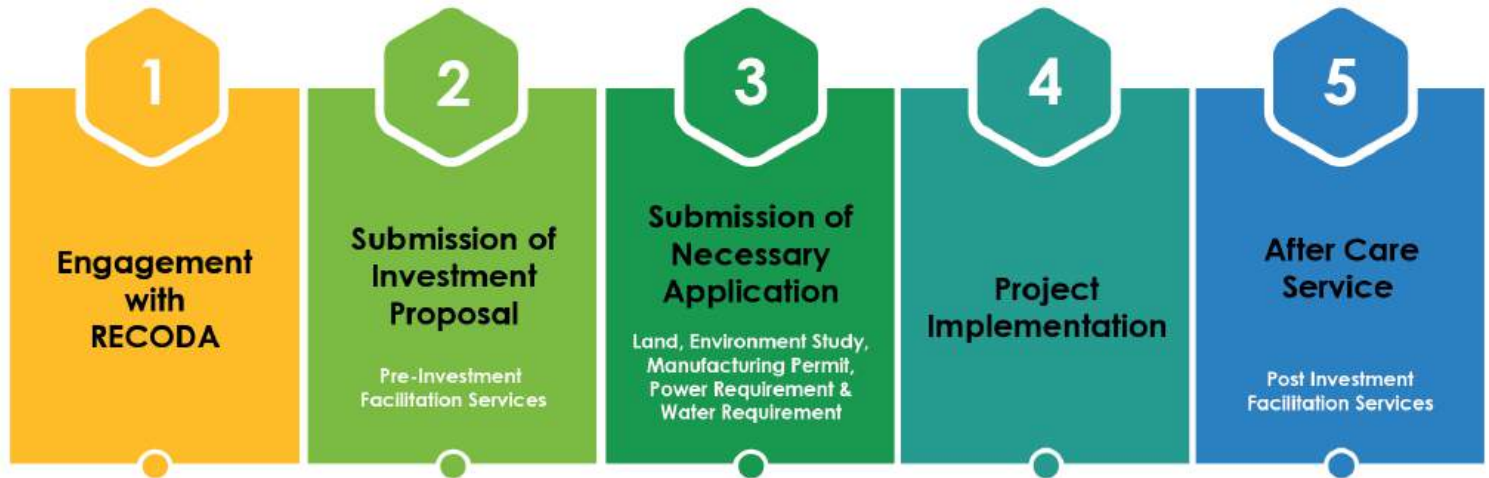 1
Engagement
with
RECODA
2
Submission of
Investment
Proposal
Pre-Investment
Facilitation Services
3
Submission of
Necessary
Application
Land, Environment Study,
Manufacturing Permit,
Power Requirement &
Water Requirement
4
Project
Implementation
5
After Care
Service
Post Investment
Facilitation Services